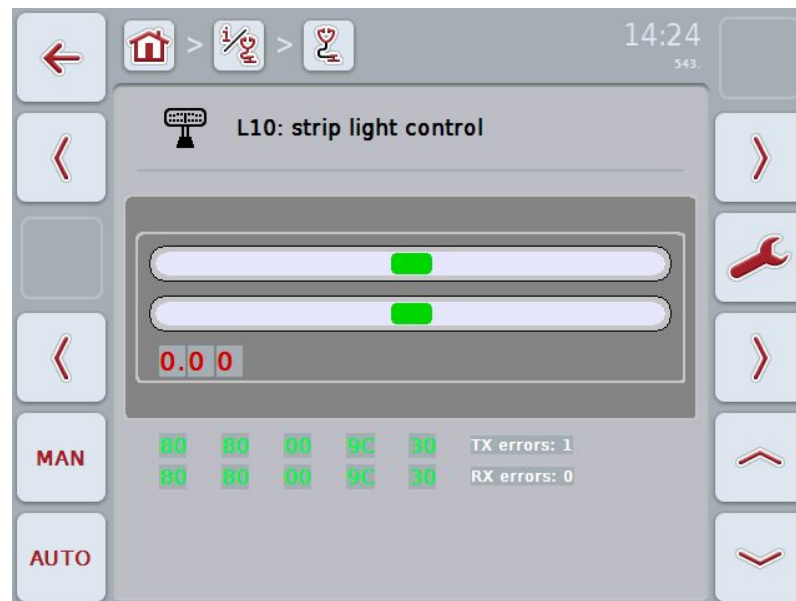 > > 14:24
543.
L10: strip light control
0.0 0
MAN
80 80 00 9C 30 TX errors: 1
80 80 00 9C 30 RX errors: 0
AUTO